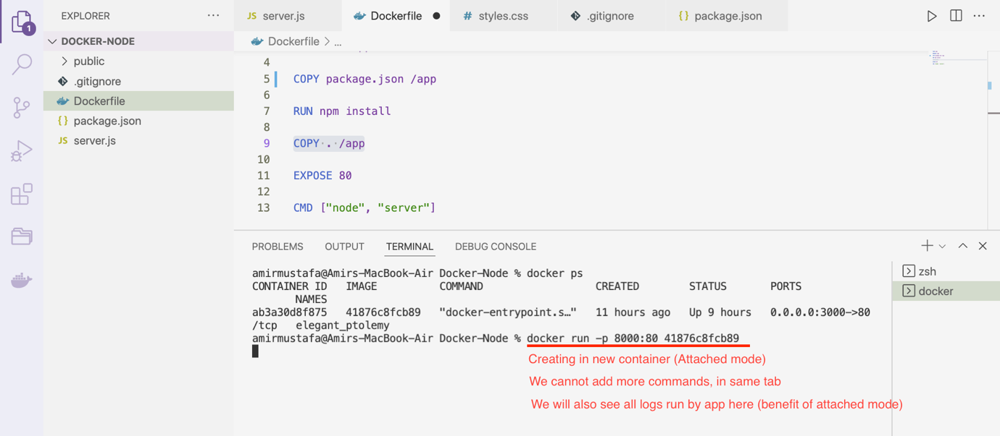 EXPLORER
JS server.js
Dockerfile
# styles.css
.gitignore
{} package.json
1
DOCKER-NODE
public
.gitignore
Dockerfile
{} package.json
JS server.js
Dockerfile > ...
4
5 COPY package.json /app
6
7 RUN npm install
8
9 COPY . /app
10
11 EXPOSE 80
12
13 CMD ["node", "server"]
PROBLEMS OUTPUT TERMINAL DEBUG CONSOLE
amirmustafa@Amirs-MacBook-Air Docker-Node % docker ps
CONTAINER ID IMAGE COMMAND CREATED STATUS PORTS
NAMES
ab3a30d8f875 41876c8fcb89 "docker-entrypoint.s…" 11 hours ago Up 9 hours 0.0.0.0:3000->80
/tcp elegant_ptolemy
amirmustafa@Amirs-MacBook-Air Docker-Node % docker run -p 8000:80 41876c8fcb89
Creating in new container (Attached mode)
We cannot add more commands, in same tab
We will also see all logs run by app here (benefit of attached mode)
zsh
docker